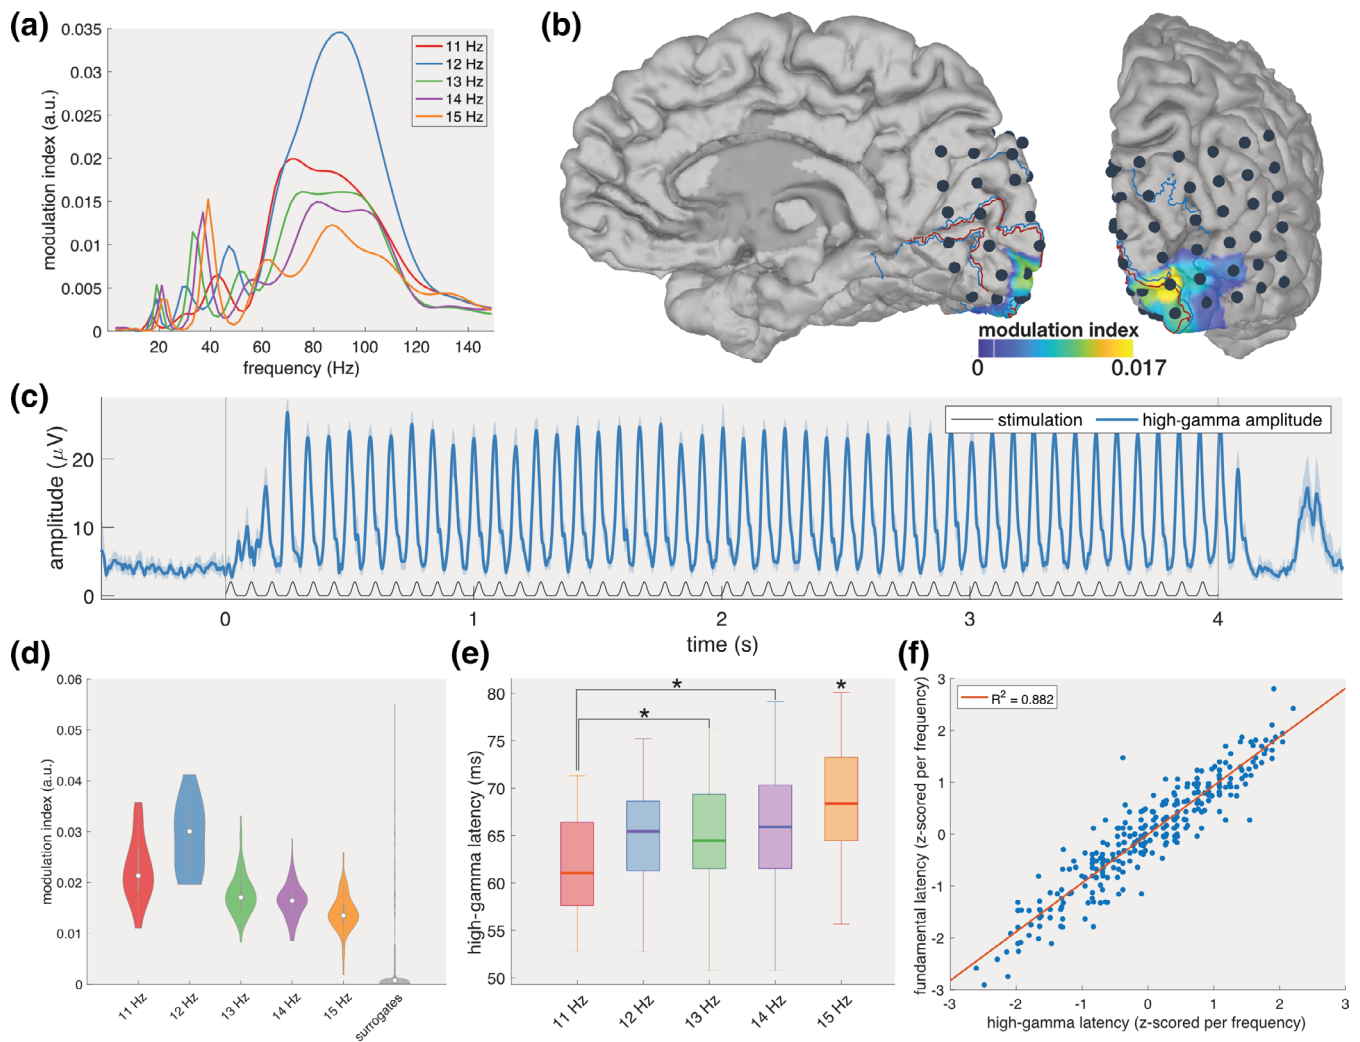 (a)
modulation index (a.u.)
0.035
0.03
0.025
0.02
0.015
0.01
0.005
0
20
40
60
80
100
120
140
frequency (Hz)
11 Hz
12 Hz
13 Hz
14 Hz
15 Hz
(b)
modulation index
0
0.017
(c)
amplitude (μV)
20
10
0
stimulation
high-gamma amplitude
0
1
2
3
4
time (s)
(d)
modulation index (a.u.)
0.06
0.05
0.04
0.03
0.02
0.01
0
11 Hz
12 Hz
13 Hz
14 Hz
15 Hz
surrogates
(e)
high-gamma latency (ms)
80
75
70
65
60
55
50
*
*
*
11 Hz
12 Hz
13 Hz
14 Hz
15 Hz
(f)
fundamental latency (z-scored per frequency)
R² = 0.882
3
2
1
0
-1
-2
-3
-3
-2
-1
0
1
2
3
high-gamma latency (z-scored per frequency)